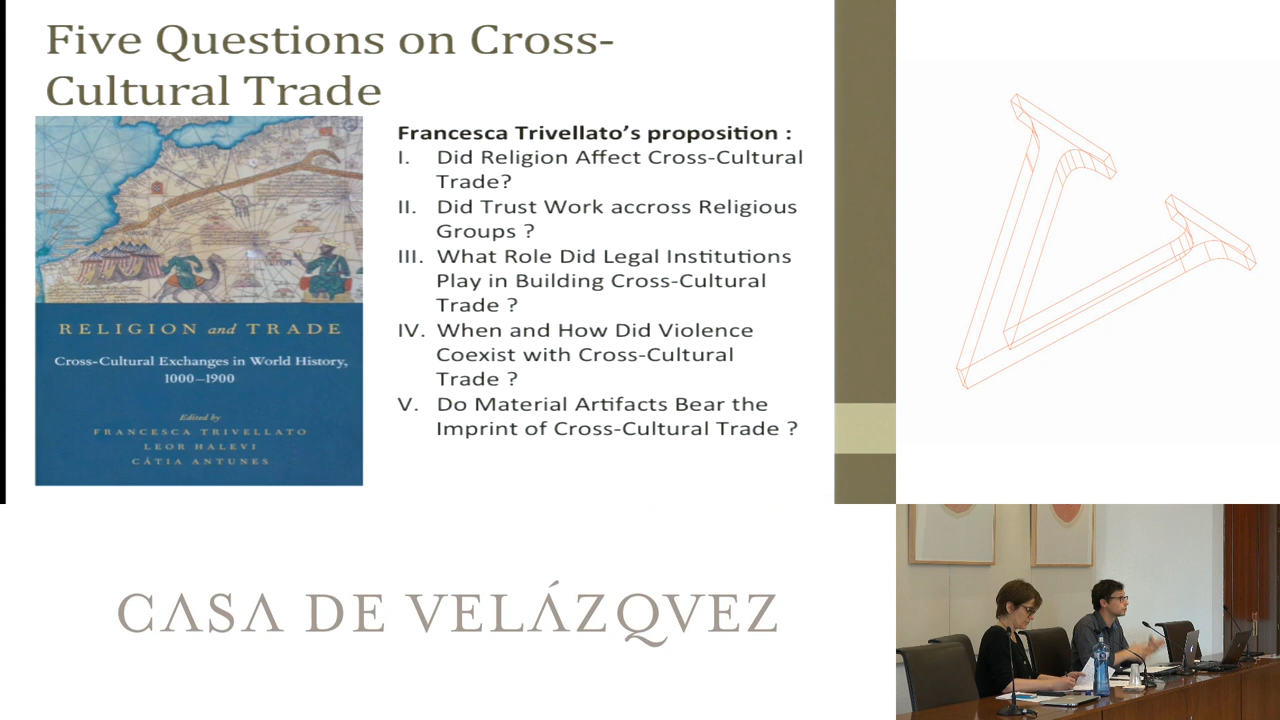 Five Questions on Cross-
Cultural Trade
RELIGION and TRADE
Cross-Cultural Exchanges in World History,
1000–1900
Edited by
FRANCESCA TRIVELLATO
LEOR HALEVI
CÁTIA ANTUNES
Francesca Trivellato’s proposition :
I. Did Religion Affect Cross-Cultural
Trade?
II. Did Trust Work accross Religious
Groups ?
III. What Role Did Legal Institutions
Play in Building Cross-Cultural
Trade ?
IV. When and How Did Violence
Coexist with Cross-Cultural
Trade ?
V. Do Material Artifacts Bear the
Imprint of Cross-Cultural Trade ?
CASA DE VELÁZQVEZ